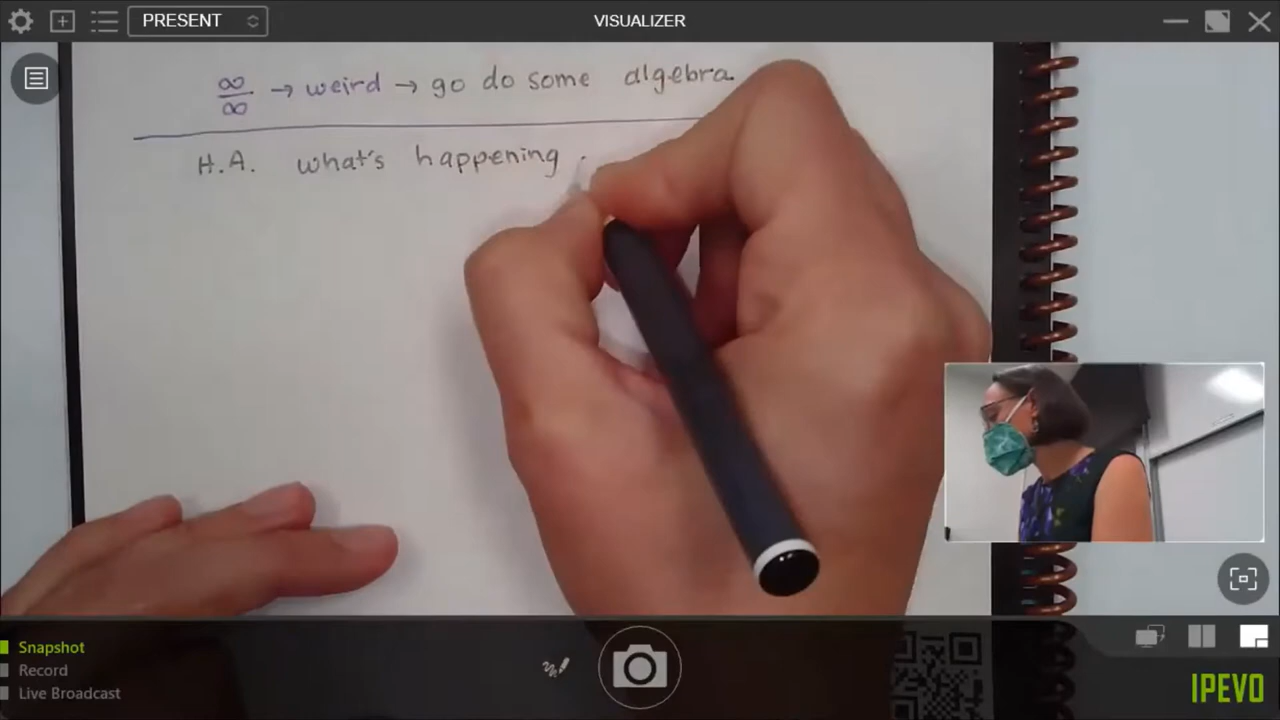 PRESENT
VISUALIZER
∞/∞ → weird → go do some algebra.
H.A. what's happening
Snapshot
Record
Live Broadcast
IPEVO